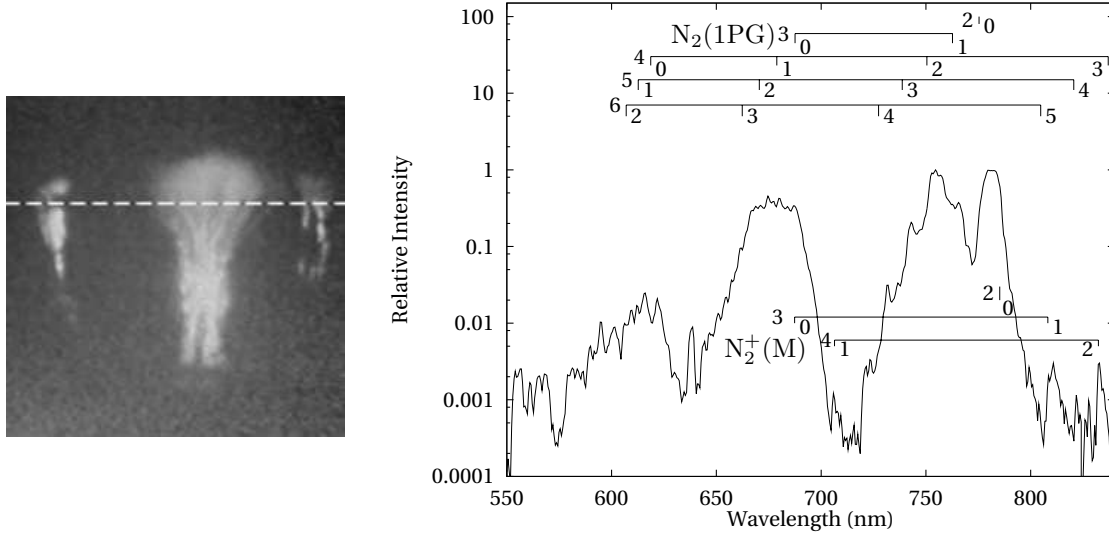 100
10
1
0.1
0.01
0.001
0.0001
Relative Intensity
550 600 650 700 750 800
Wavelength (nm)
N₂(1PG)
3 0 1
2 0
4 0 1 2 3
5 1 2 3 4
6 2 3 4 5
2 0
3 0 1
N₂⁺(M)
4 1 2